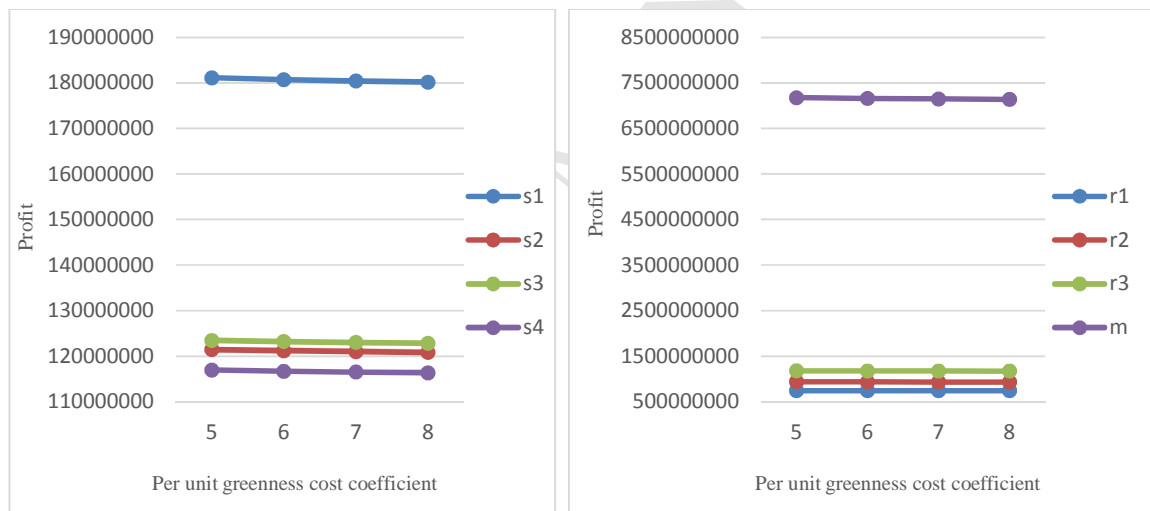 190000000
180000000
170000000
160000000
150000000
140000000
130000000
120000000
110000000
Profit
5 6 7 8
Per unit greenness cost coefficient
s1
s2
s3
s4
8500000000
7500000000
6500000000
5500000000
4500000000
3500000000
2500000000
1500000000
500000000
Profit
5 6 7 8
Per unit greenness cost coefficient
r1
r2
r3
m